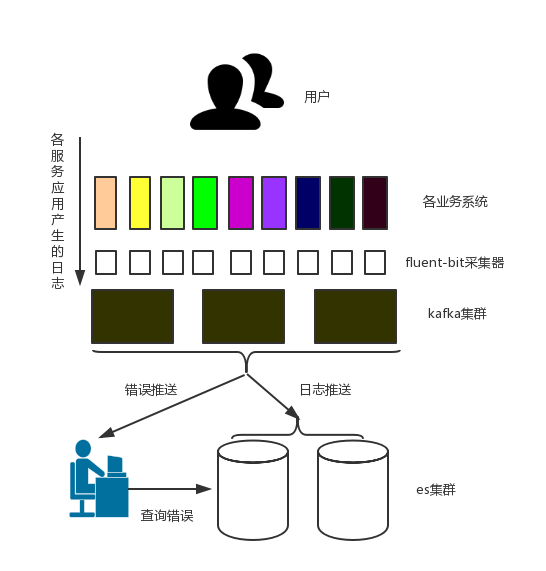 用户
各服务应用产生的日志
各业务系统
fluent-bit采集器
kafka集群
错误推送
日志推送
es集群
查询错误